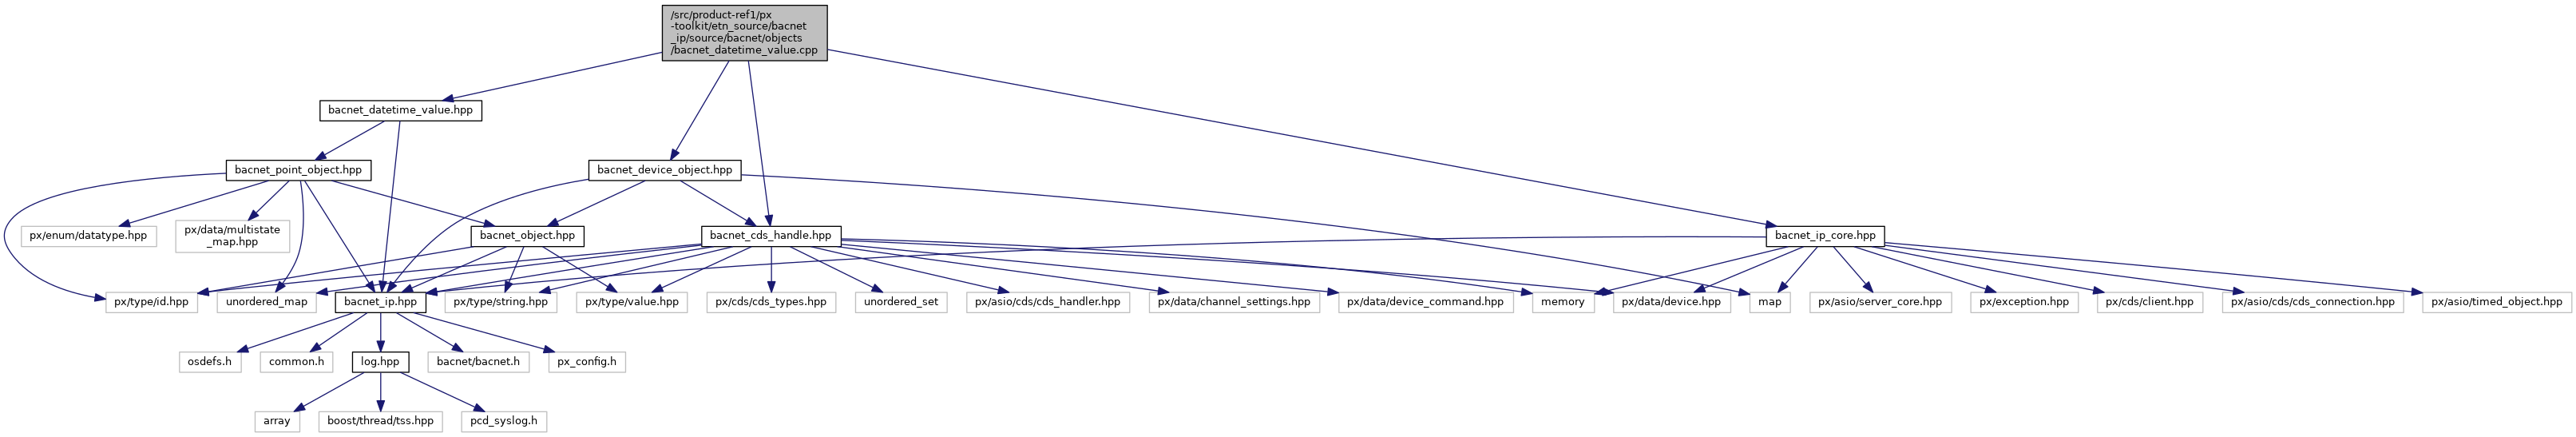 /src/product-ref1/px
-toolkit/etn_source/bacnet
_ip/source/bacnet/objects
/bacnet_datetime_value.cpp
bacnet_datetime_value.hpp
bacnet_point_object.hpp
bacnet_device_object.hpp
px/enum/datatype.hpp
px/data/multistate
_map.hpp
bacnet_object.hpp
bacnet_cds_handle.hpp
bacnet_ip_core.hpp
px/type/id.hpp
unordered_map
bacnet_ip.hpp
px/type/string.hpp
px/type/value.hpp
px/cds/cds_types.hpp
unordered_set
px/asio/cds/cds_handler.hpp
px/data/channel_settings.hpp
px/data/device_command.hpp
memory
px/data/device.hpp
map
px/asio/server_core.hpp
px/exception.hpp
px/cds/client.hpp
px/asio/cds/cds_connection.hpp
px/asio/timed_object.hpp
osdefs.h
common.h
log.hpp
bacnet/bacnet.h
px_config.h
array
boost/thread/tss.hpp
pcd_syslog.h